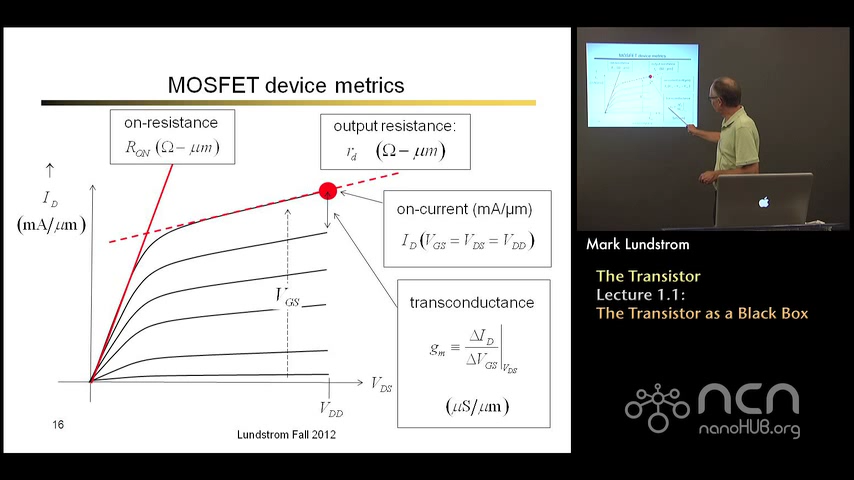 MOSFET device metrics
on-resistance
R_ON (Ω−μm)
output resistance:
r_d (Ω−μm)
↑
I_D
(mA/μm)
on-current (mA/μm)
I_D (V_GS = V_DS = V_DD)
V_GS
transconductance
g_m ≡ ΔI_D / ΔV_GS |V_DS
(μS/μm)
V_DS
V_DD
16
Lundstrom Fall 2012
Mark Lundstrom
The Transistor
Lecture 1.1:
The Transistor as a Black Box
ncn
nanoHUB.org